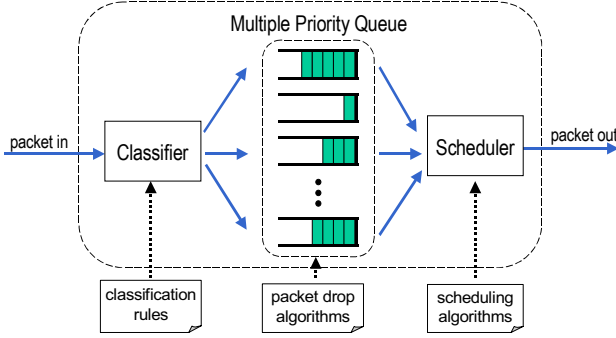 Multiple Priority Queue
packet in
Classifier
Scheduler
packet out
classification
rules
packet drop
algorithms
scheduling
algorithms